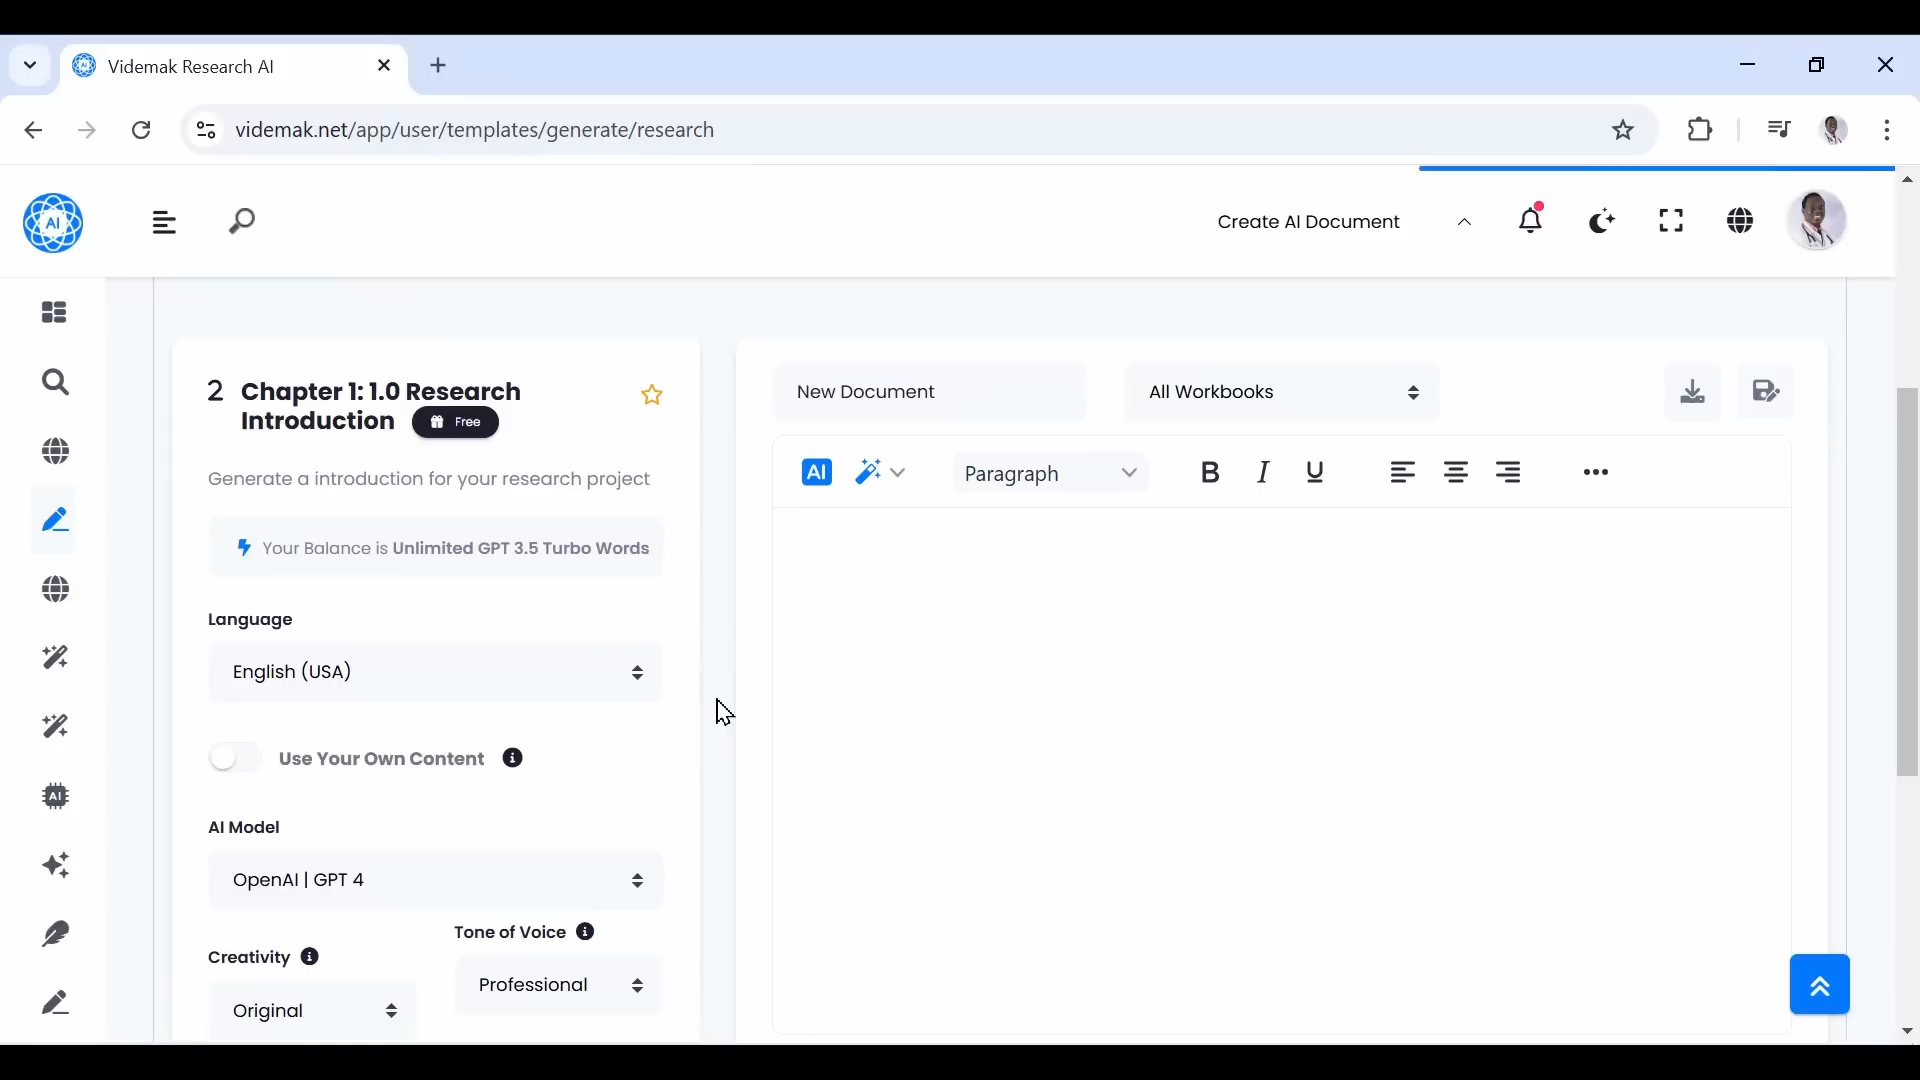 Videmak Research AI
videmak.net/app/user/templates/generate/research
AI
Create AI Document
2 Chapter 1: 1.0 Research
Introduction Free
Generate a introduction for your research project
Your Balance is Unlimited GPT 3.5 Turbo Words
Language
English (USA)
Use Your Own Content
AI Model
OpenAI | GPT 4
Creativity
Original
Tone of Voice
Professional
New Document
All Workbooks
AI
Paragraph
B I U
AI